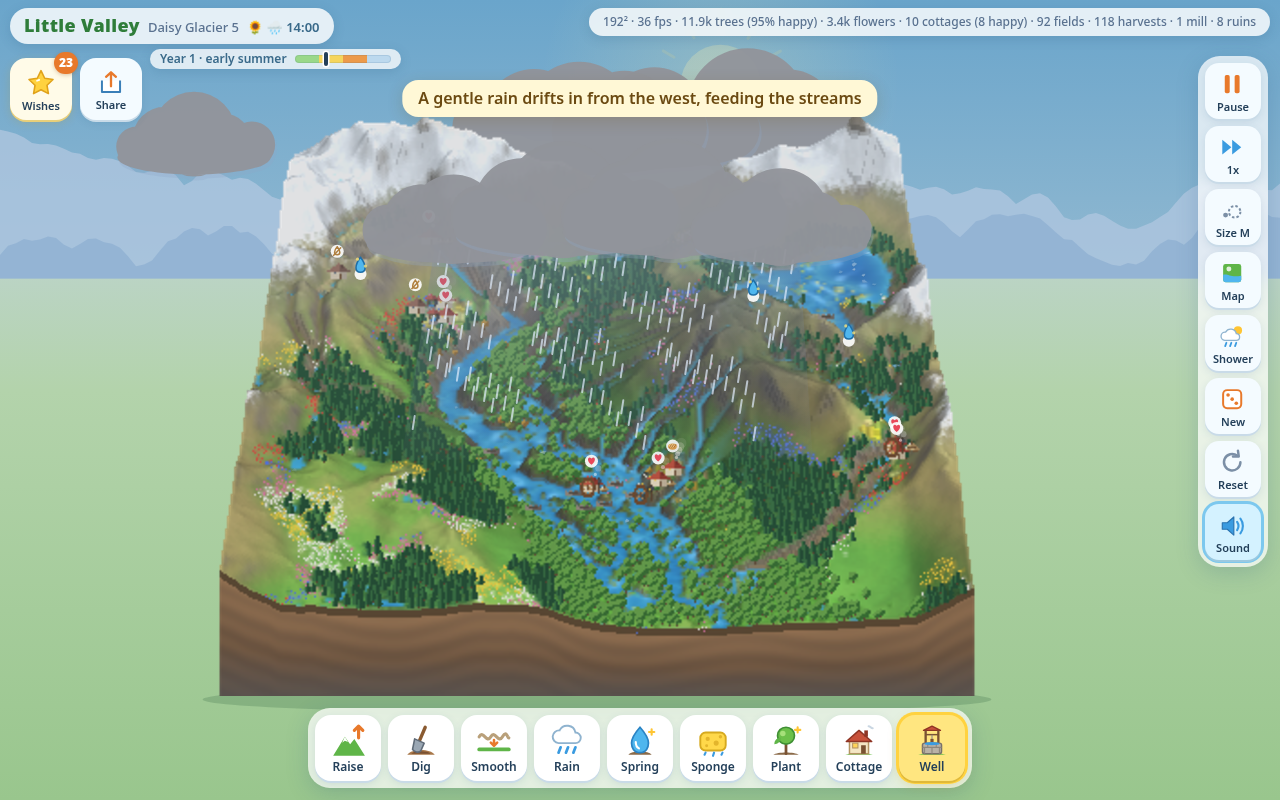 Little Valley Daisy Glacier 5 14:00
192² · 36 fps · 11.9k trees (95% happy) · 3.4k flowers · 10 cottages (8 happy) · 92 fields · 118 harvests · 1 mill · 8 ruins
Year 1 · early summer
23
Wishes
Share
A gentle rain drifts in from the west, feeding the streams
Pause
1x
Size M
Map
Shower
New
Reset
Sound
Raise
Dig
Smooth
Rain
Spring
Sponge
Plant
Cottage
Well